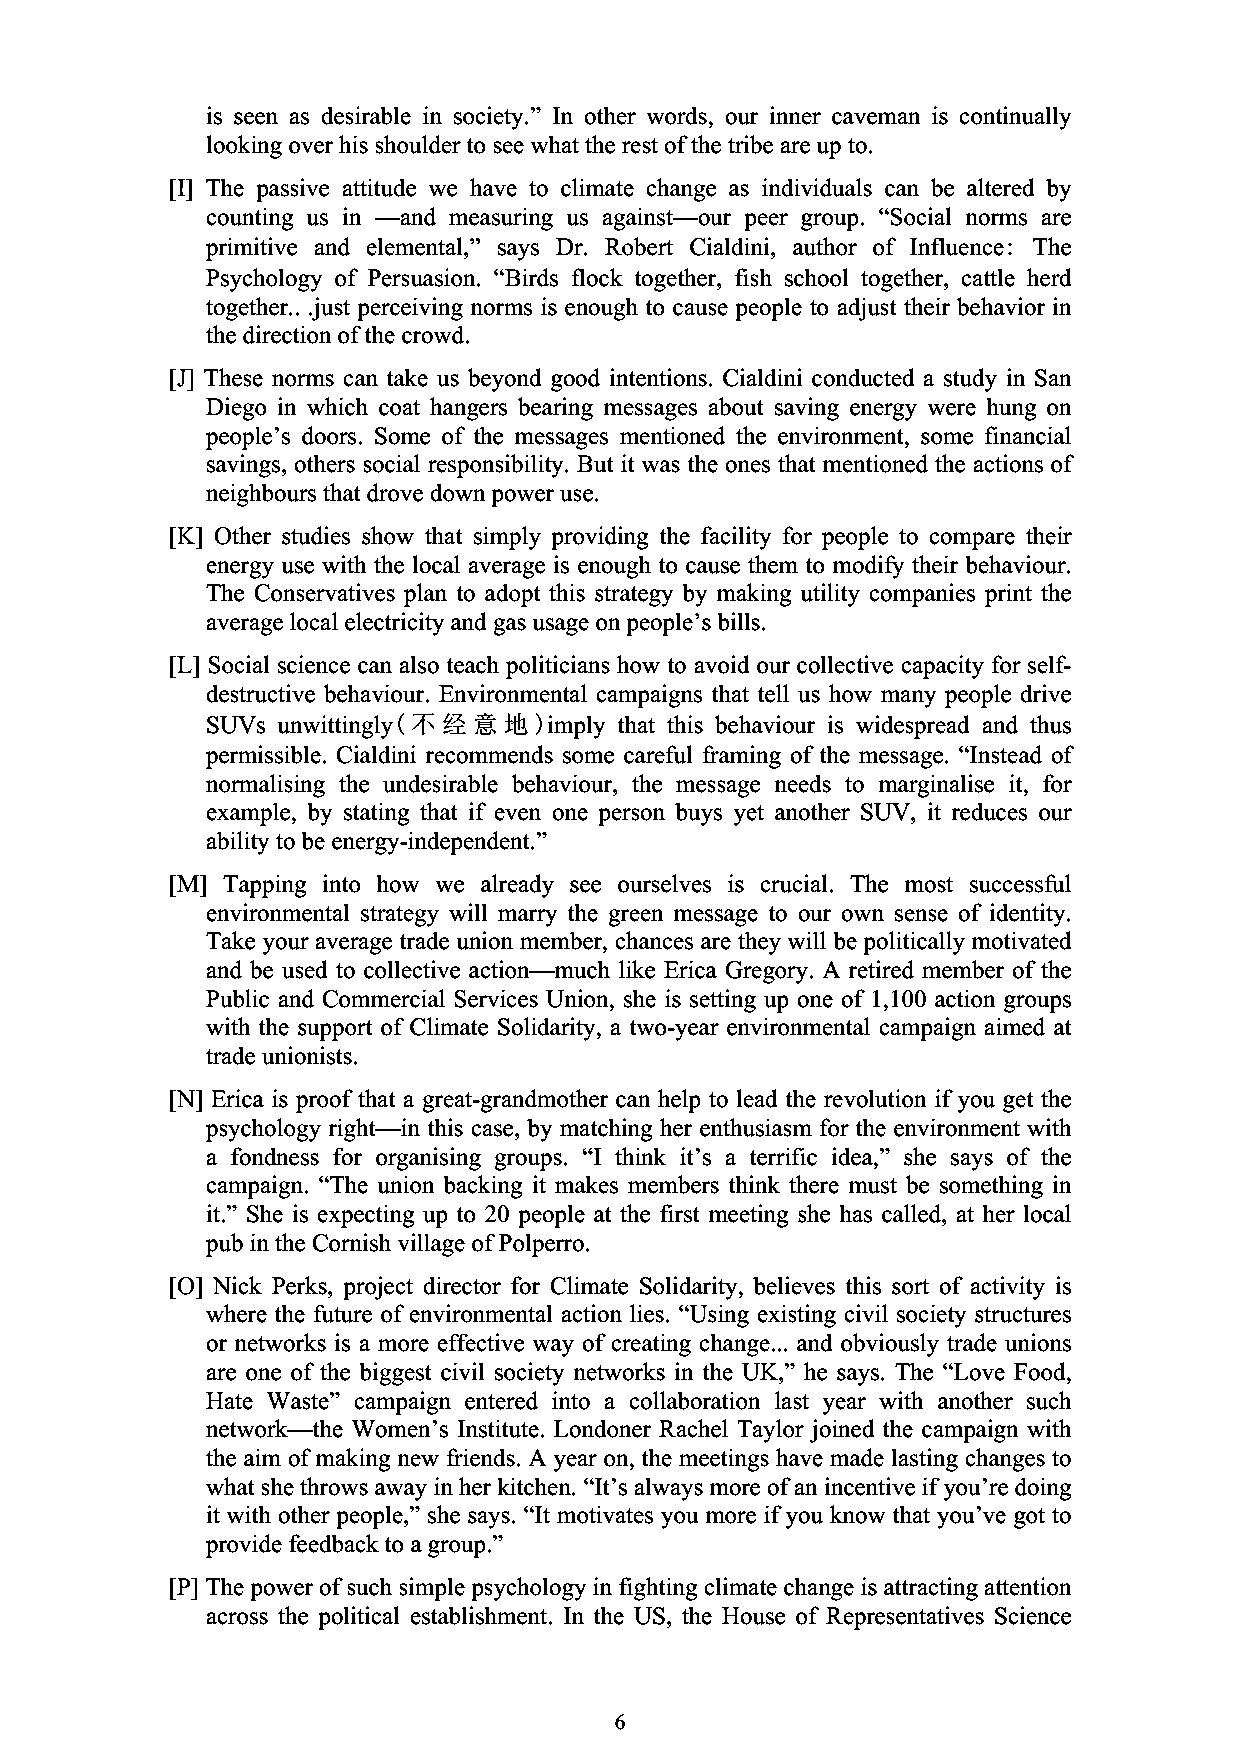 is seen as desirable in society.” In other words, our inner caveman is continually
looking over his shoulder to see what the rest of the tribe are up to.
[I] The passive attitude we have to climate change as individuals can be altered by
counting us in —and measuring us against—our peer group. “Social norms are
primitive and elemental,” says Dr. Robert Cialdini, author of Influence: The
Psychology of Persuasion. “Birds flock together, fish school together, cattle herd
together.. .just perceiving norms is enough to cause people to adjust their behavior in
the direction of the crowd.
[J] These norms can take us beyond good intentions. Cialdini conducted a study in San
Diego in which coat hangers bearing messages about saving energy were hung on
people’s doors. Some of the messages mentioned the environment, some financial
savings, others social responsibility. But it was the ones that mentioned the actions of
neighbours that drove down power use.
[K] Other studies show that simply providing the facility for people to compare their
energy use with the local average is enough to cause them to modify their behaviour.
The Conservatives plan to adopt this strategy by making utility companies print the
average local electricity and gas usage on people’s bills.
[L] Social science can also teach politicians how to avoid our collective capacity for self-
destructive behaviour. Environmental campaigns that tell us how many people drive
SUVs unwittingly(不经意地)imply that this behaviour is widespread and thus
permissible. Cialdini recommends some careful framing of the message. “Instead of
normalising the undesirable behaviour, the message needs to marginalise it, for
example, by stating that if even one person buys yet another SUV, it reduces our
ability to be energy-independent.”
[M] Tapping into how we already see ourselves is crucial. The most successful
environmental strategy will marry the green message to our own sense of identity.
Take your average trade union member, chances are they will be politically motivated
and be used to collective action—much like Erica Gregory. A retired member of the
Public and Commercial Services Union, she is setting up one of 1,100 action groups
with the support of Climate Solidarity, a two-year environmental campaign aimed at
trade unionists.
[N] Erica is proof that a great-grandmother can help to lead the revolution if you get the
psychology right—in this case, by matching her enthusiasm for the environment with
a fondness for organising groups. “I think it’s a terrific idea,” she says of the
campaign. “The union backing it makes members think there must be something in
it.” She is expecting up to 20 people at the first meeting she has called, at her local
pub in the Cornish village of Polperro.
[O] Nick Perks, project director for Climate Solidarity, believes this sort of activity is
where the future of environmental action lies. “Using existing civil society structures
or networks is a more effective way of creating change... and obviously trade unions
are one of the biggest civil society networks in the UK,” he says. The “Love Food,
Hate Waste” campaign entered into a collaboration last year with another such
network—the Women’s Institute. Londoner Rachel Taylor joined the campaign with
the aim of making new friends. A year on, the meetings have made lasting changes to
what she throws away in her kitchen. “It’s always more of an incentive if you’re doing
it with other people,” she says. “It motivates you more if you know that you’ve got to
provide feedback to a group.”
[P] The power of such simple psychology in fighting climate change is attracting attention
across the political establishment. In the US, the House of Representatives Science
6